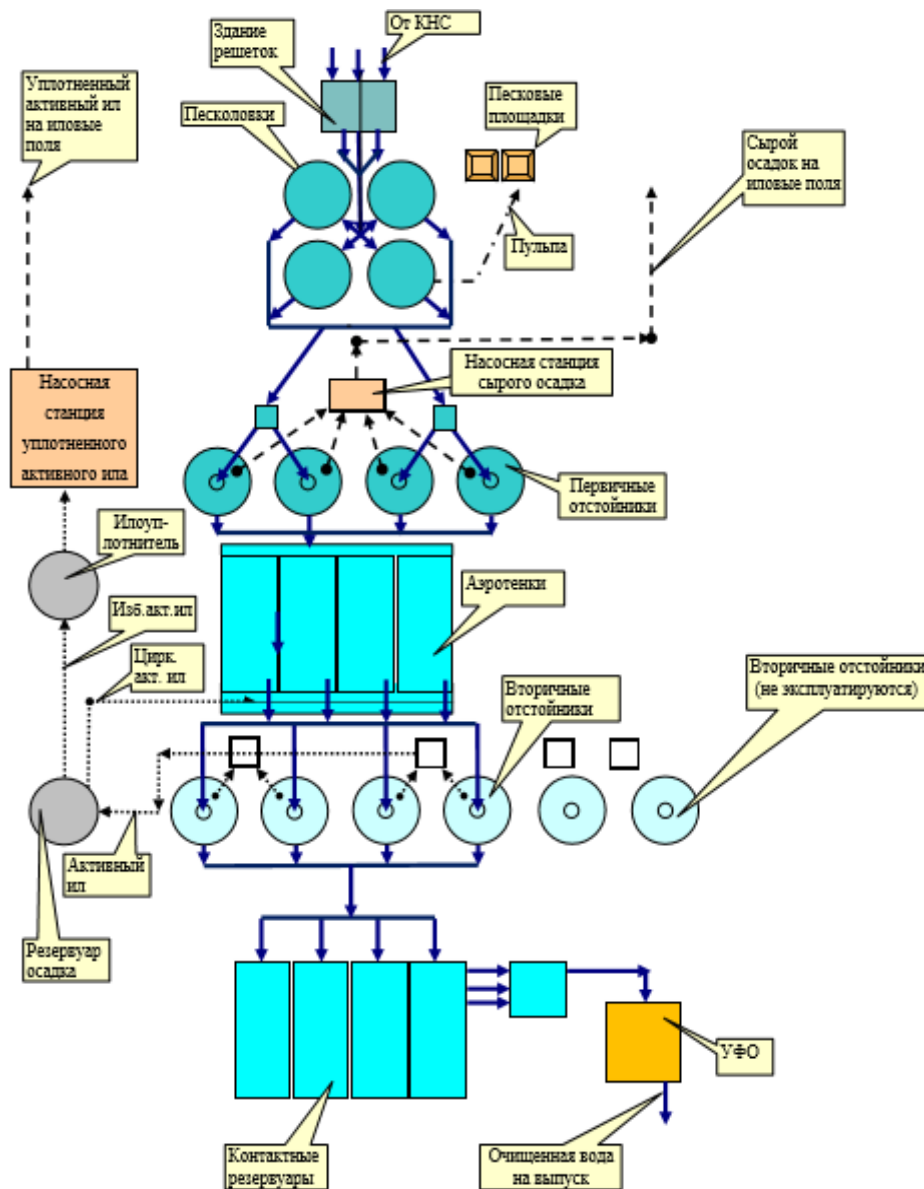 Здание
решеток
От КНС
Уплотненный
активный ил
на иловые
поля
Песколовки
Песковые
площадки
Сырой
осадок на
иловые поля
Пульпа
Насосная станция
сырого осадка
Насосная
станция
уплотненного
активного ила
Первичные
отстойники
Илоуп-
лотнитель
Аэротенки
Изб.акт.ил
Цирк.
акт. ил
Вторичные
отстойники
Вторичные отстойники
(не эксплуатируются)
Активный
ил
Резервуар
осадка
УФО
Контактные
резервуары
Очищенная вода
на выпуск